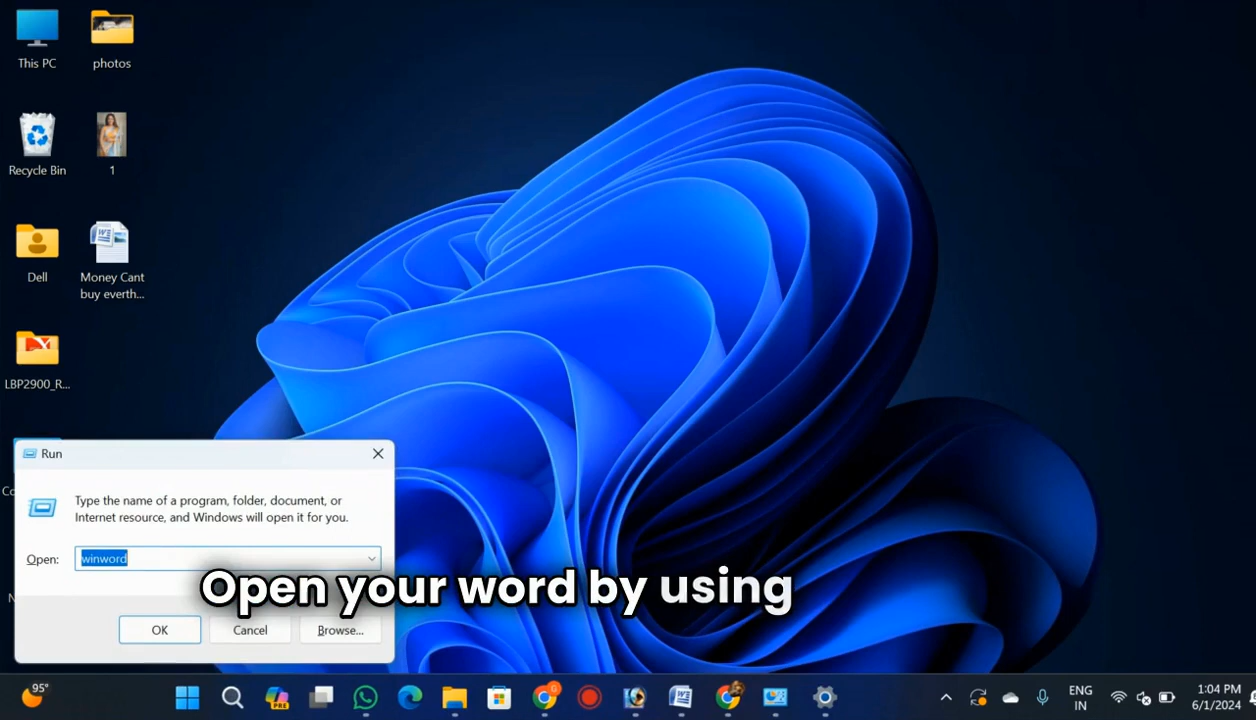 This PC
photos
Recycle Bin
1
Dell
Money Cant
buy everth...
LBP2900_R...
Run
Type the name of a program, folder, document, or
Internet resource, and Windows will open it for you.
Open:
winword
Open your word by using
OK
Cancel
Browse...
95°
PRE
G
ENG
IN
1:04 PM
6/1/2024